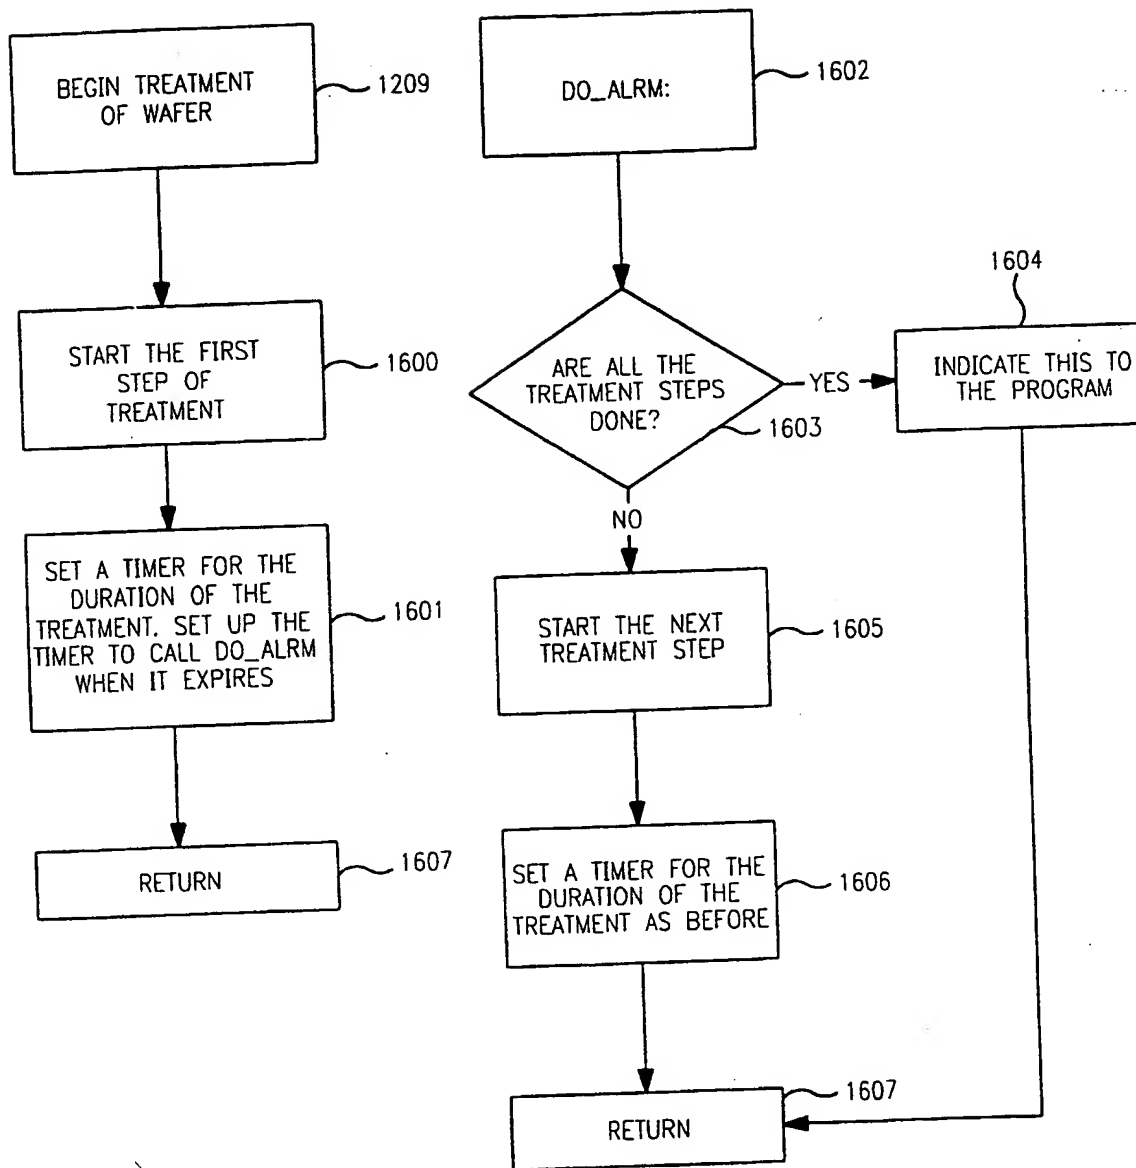 BEGIN TREATMENT
OF WAFER
1209
START THE FIRST
STEP OF
TREATMENT
1600
SET A TIMER FOR THE
DURATION OF THE
TREATMENT. SET UP THE
TIMER TO CALL DO_ALRM
WHEN IT EXPIRES
1601
RETURN
1607
DO_ALRM:
1602
ARE ALL THE
TREATMENT STEPS
DONE?
1603
YES
1604
INDICATE THIS TO
THE PROGRAM
NO
START THE NEXT
TREATMENT STEP
1605
SET A TIMER FOR THE
DURATION OF THE
TREATMENT AS BEFORE
1606
RETURN
1607